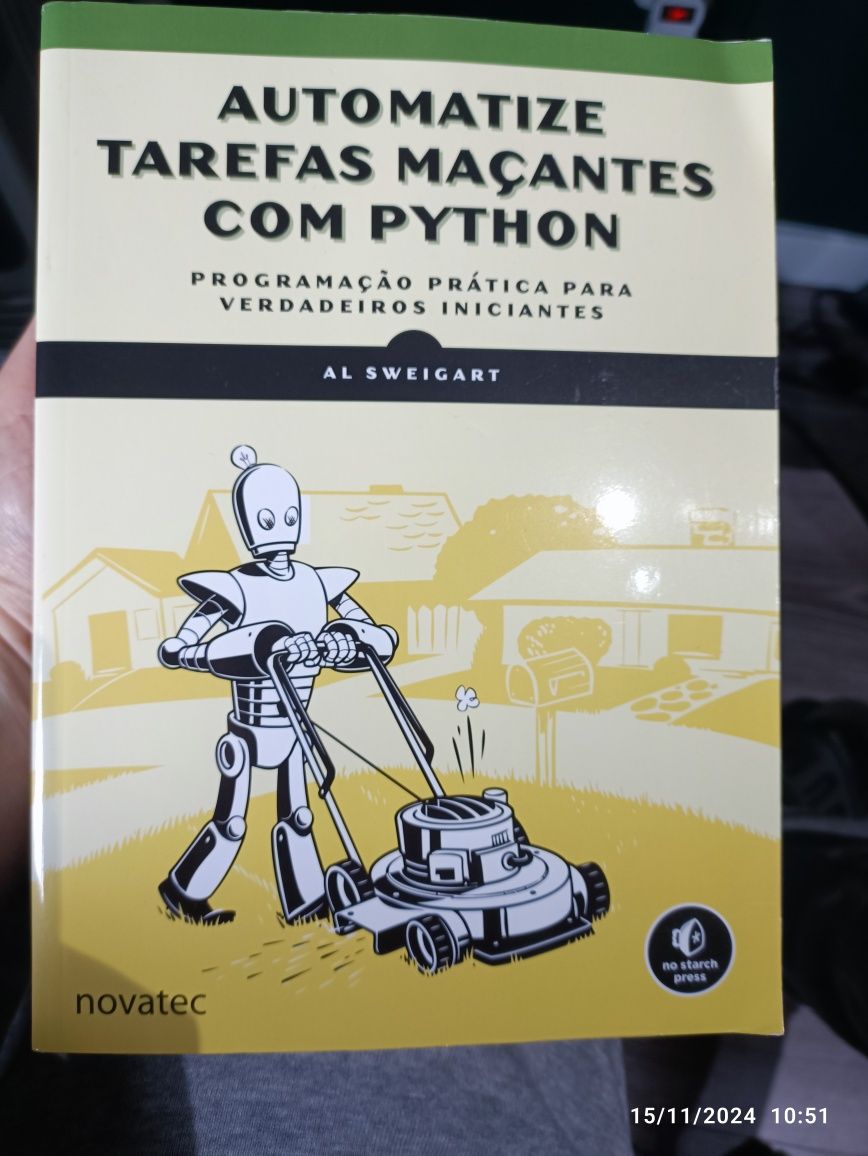 AUTOMATIZE
TAREFAS MAÇANTES
COM PYTHON
PROGRAMAÇÃO PRÁTICA PARA
VERDADEIROS INICIANTES
AL SWEIGART
no starch
press
novatec
15/11/2024 10:51